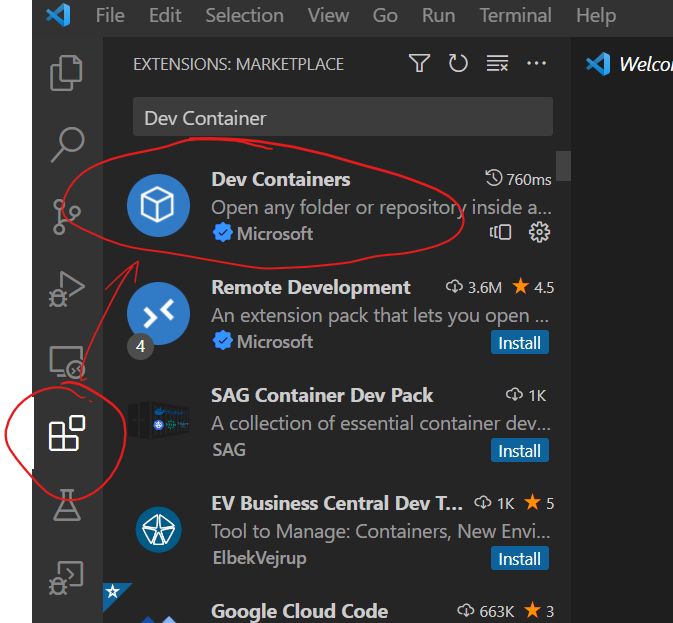 File Edit Selection View Go Run Terminal Help
EXTENSIONS: MARKETPLACE
Welco
Dev Container
Dev Containers 760ms
Open any folder or repository inside a...
Microsoft
Remote Development 3.6M 4.5
An extension pack that lets you open ...
4 Microsoft Install
SAG Container Dev Pack 1K
A collection of essential container dev...
SAG Install
EV Business Central Dev T... 1K 5
Tool to Manage: Containers, New Envi...
ElbekVejrup Install
Google Cloud Code 663K 3